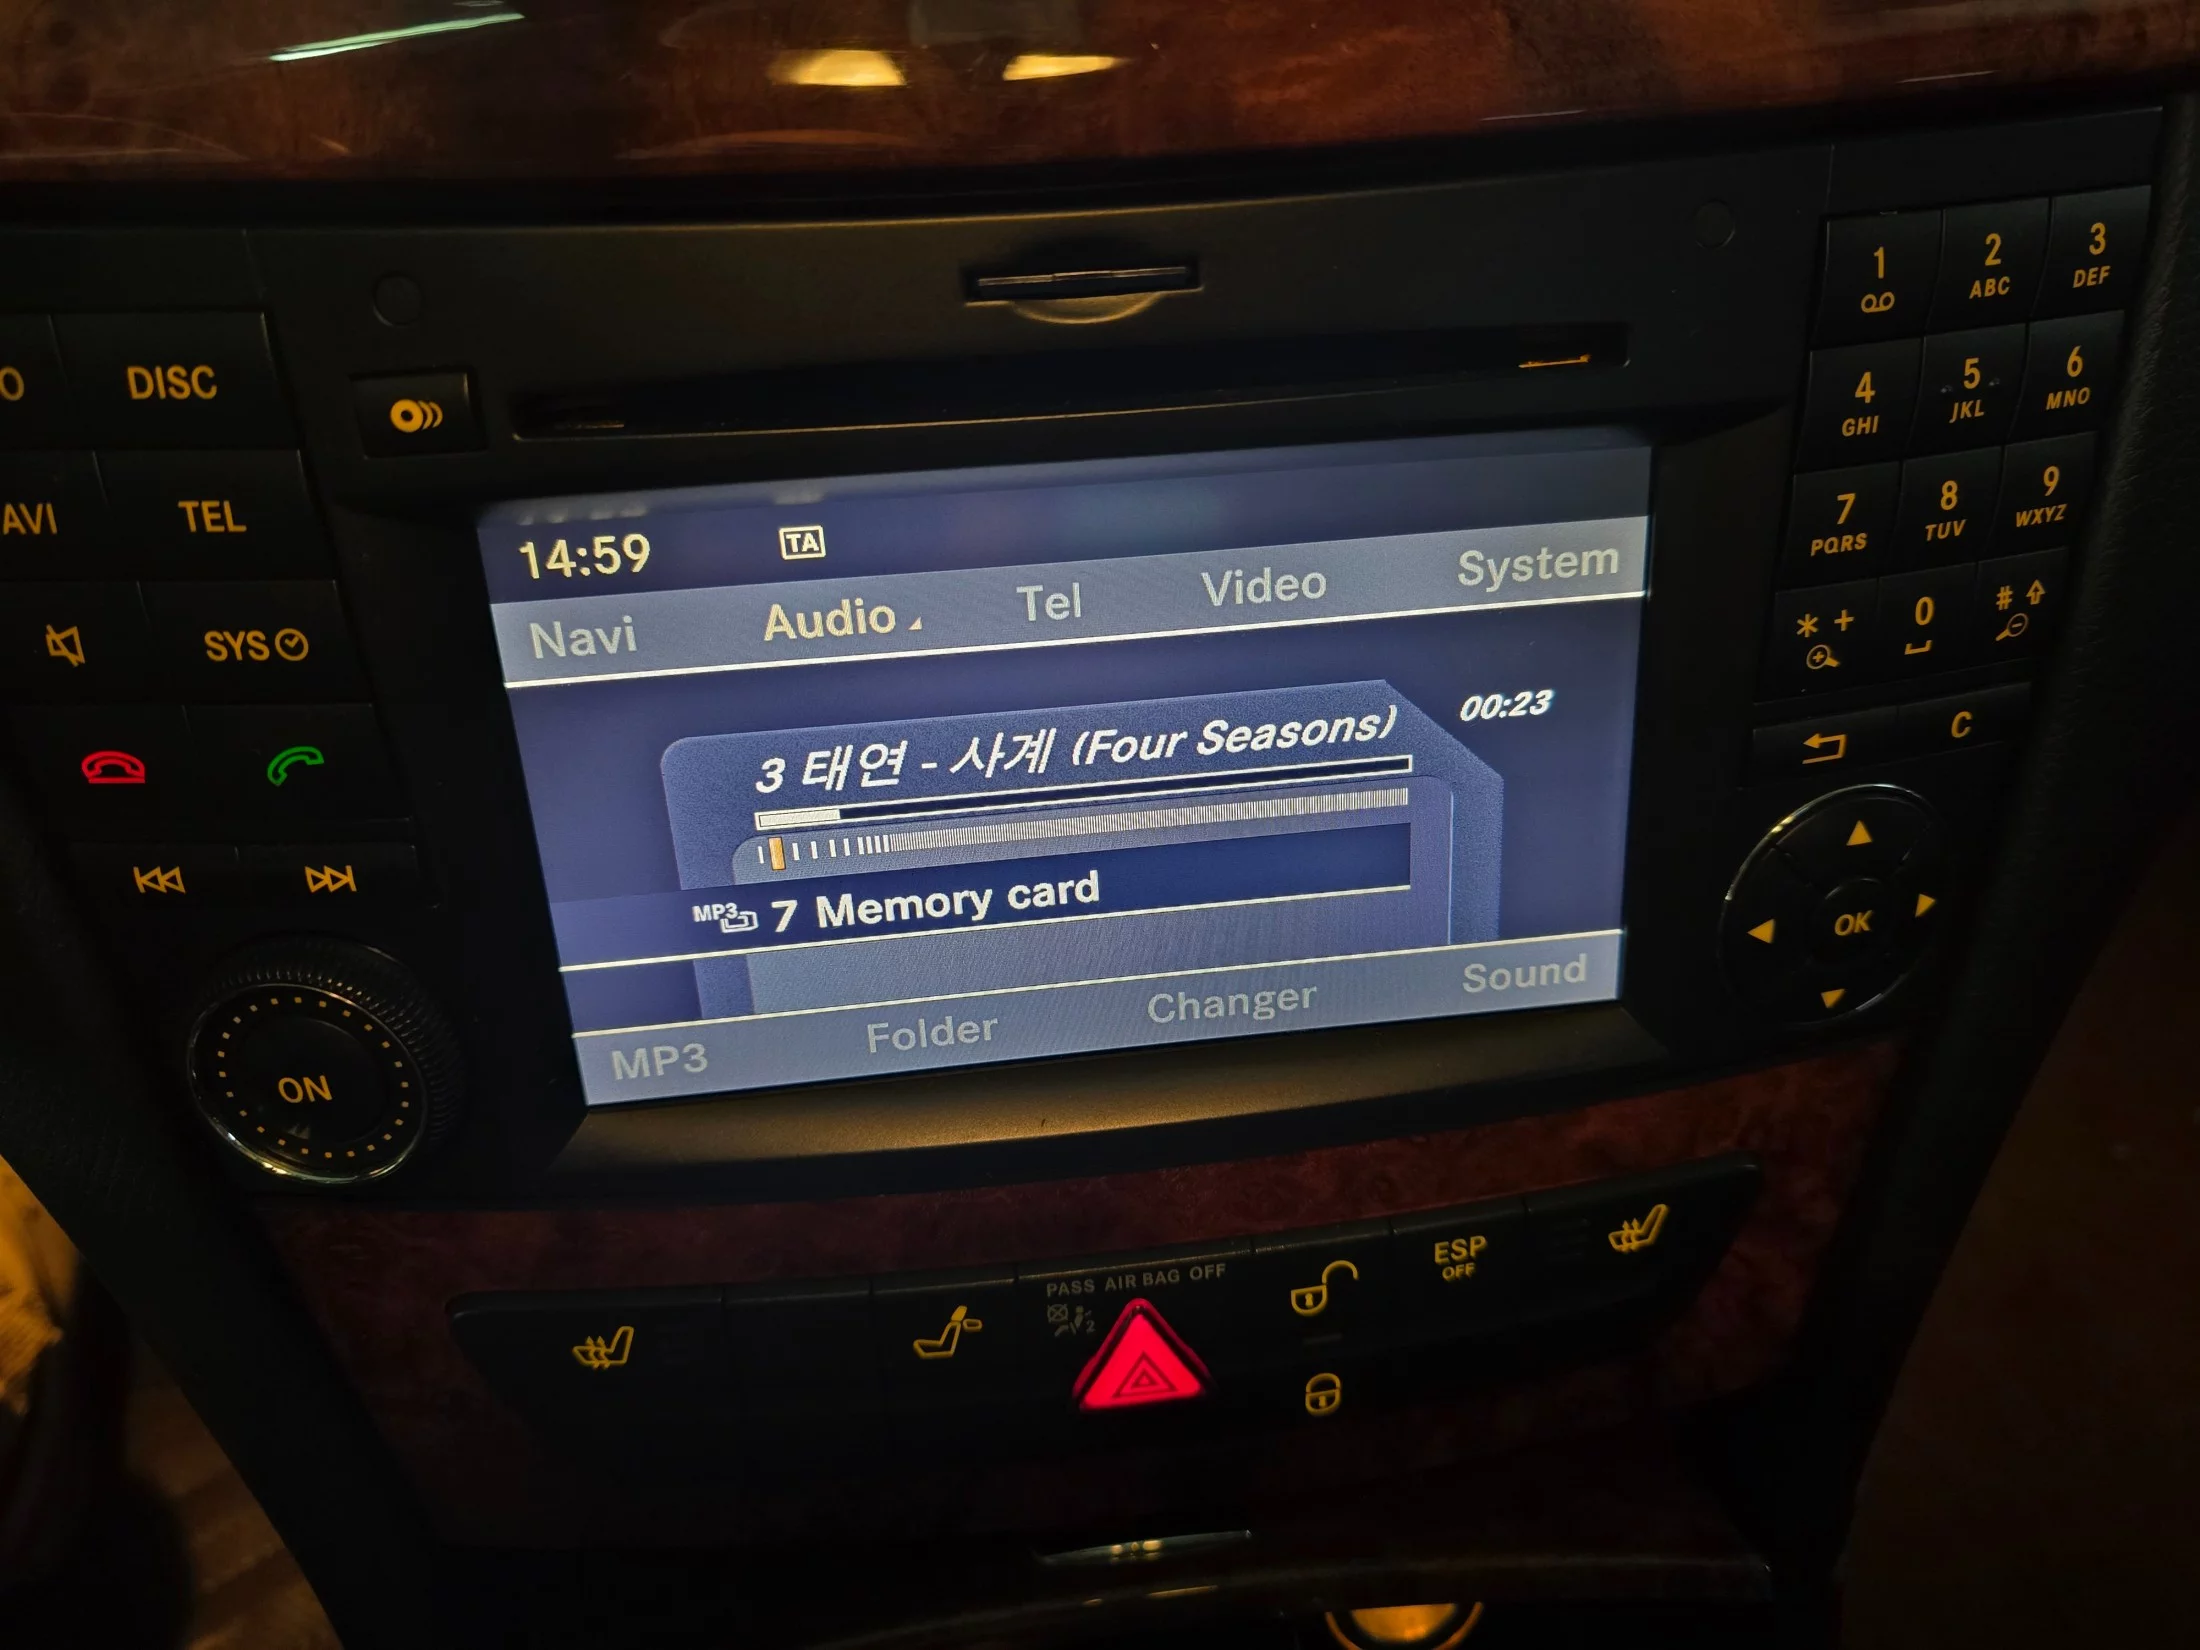 DISC
TEL
SYS
ON
14:59 TA
Navi Audio Tel Video System
00:23
3 태연 - 사계 (Four Seasons)
MP3 7 Memory card
MP3 Folder Changer Sound
1
2 ABC
3 DEF
4 GHI
5 JKL
6 MNO
7 PQRS
8 TUV
9 WXYZ
* +
0
#
C
OK
PASS AIR BAG OFF
2
ESP OFF